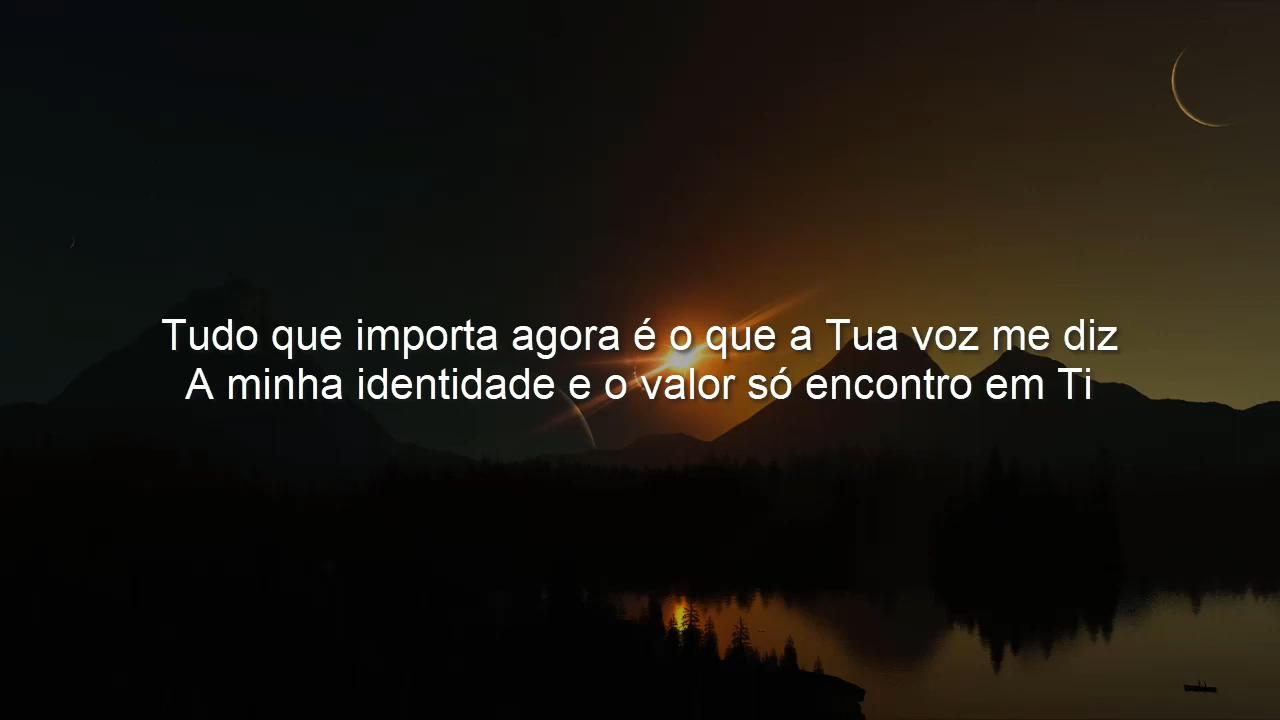 Tudo que importa agora é o que a Tua voz me diz
A minha identidade e o valor só encontro em Ti